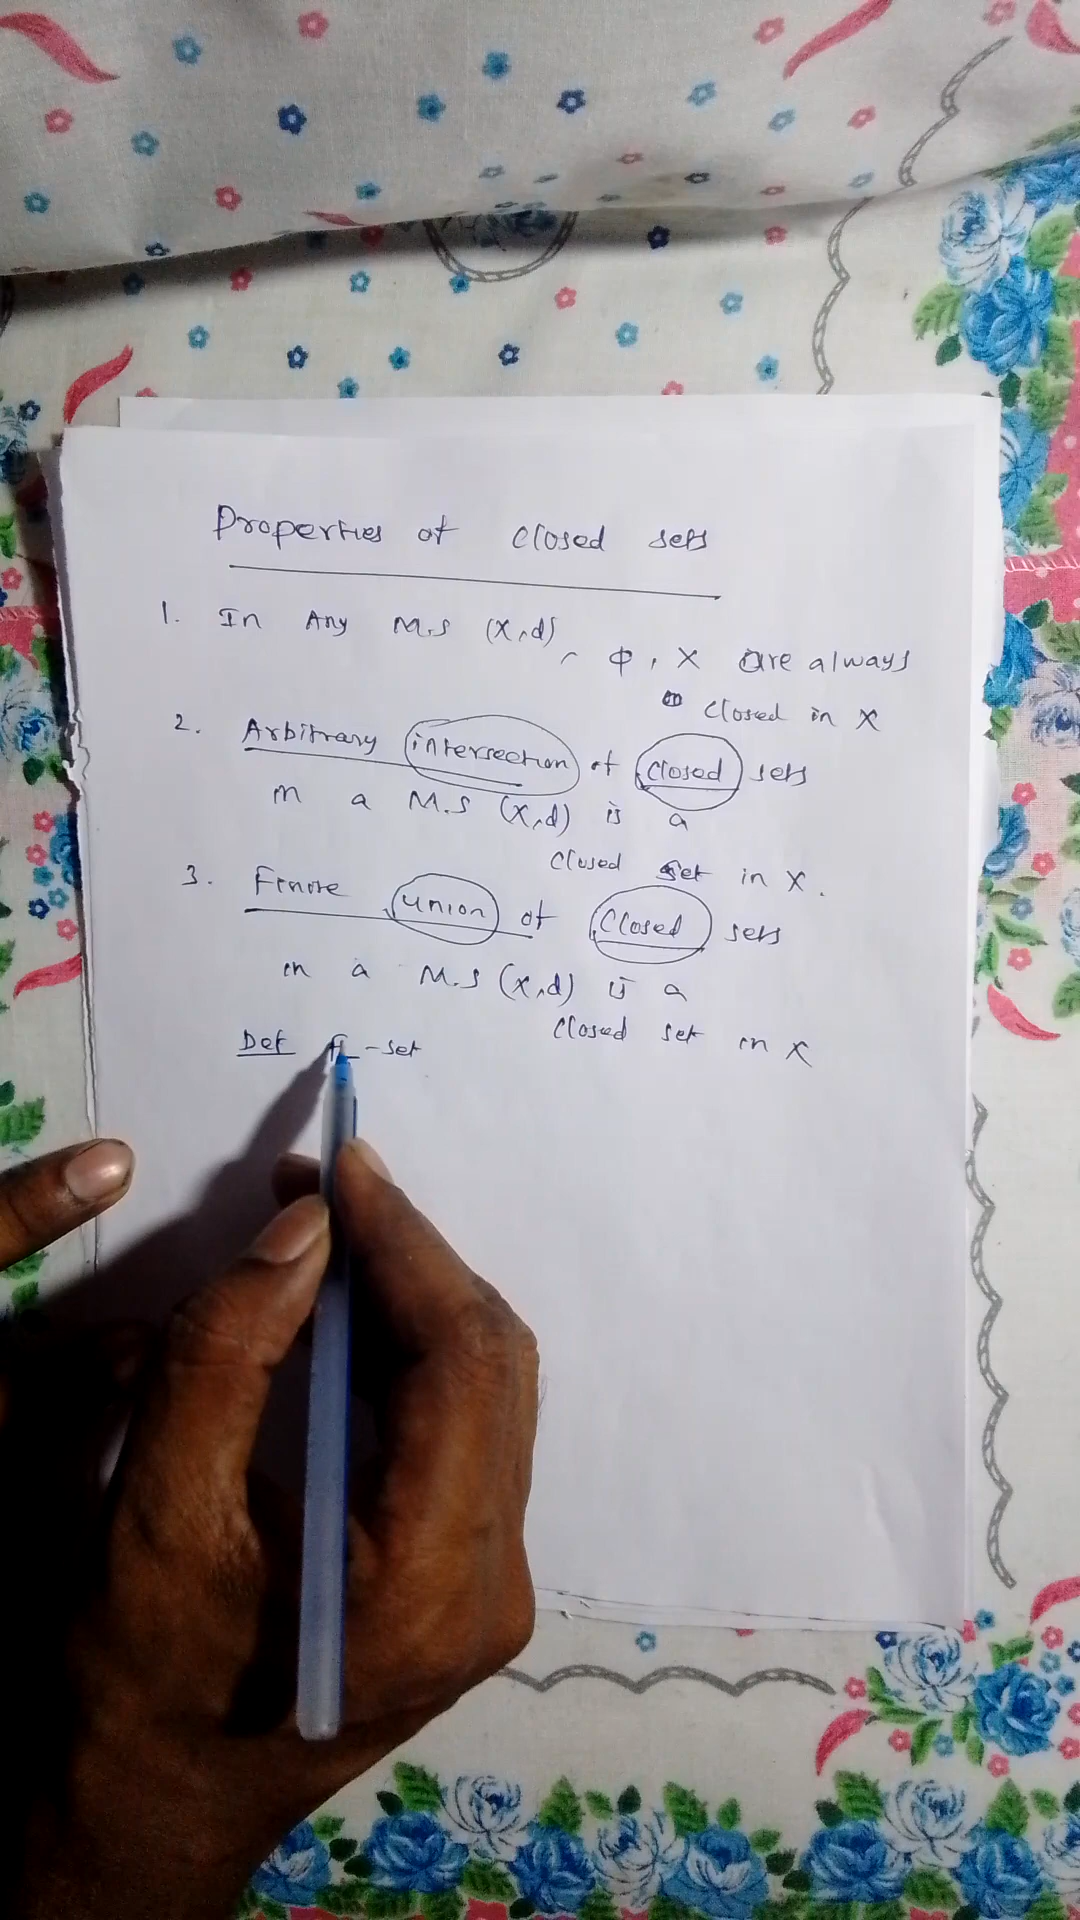 Properties of closed sets
1. In Any M.S (X,d), ϕ, X are always
closed in X
2. Arbitrary intersection of closed sets
in a M.S (X,d) is a
closed set in X.
3. Finite union of closed sets
in a M.S (X,d) is a
closed set in X
Def -set